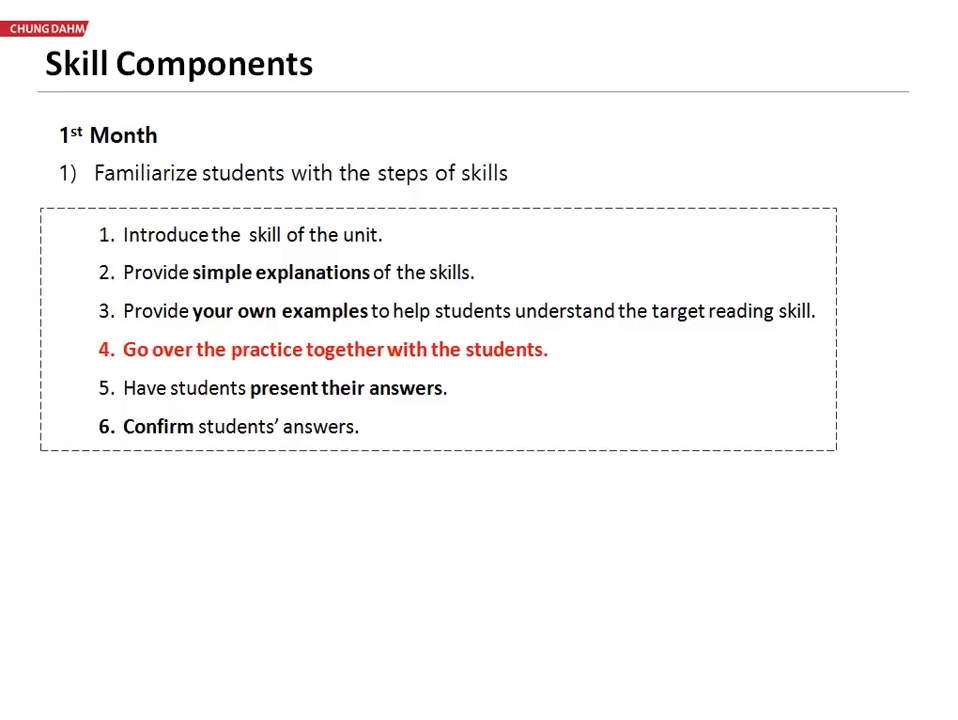 CHUNGDAHM
Skill Components
1st Month
1) Familiarize students with the steps of skills
1. Introduce the skill of the unit.
2. Provide simple explanations of the skills.
3. Provide your own examples to help students understand the target reading skill.
4. Go over the practice together with the students.
5. Have students present their answers.
6. Confirm students’ answers.